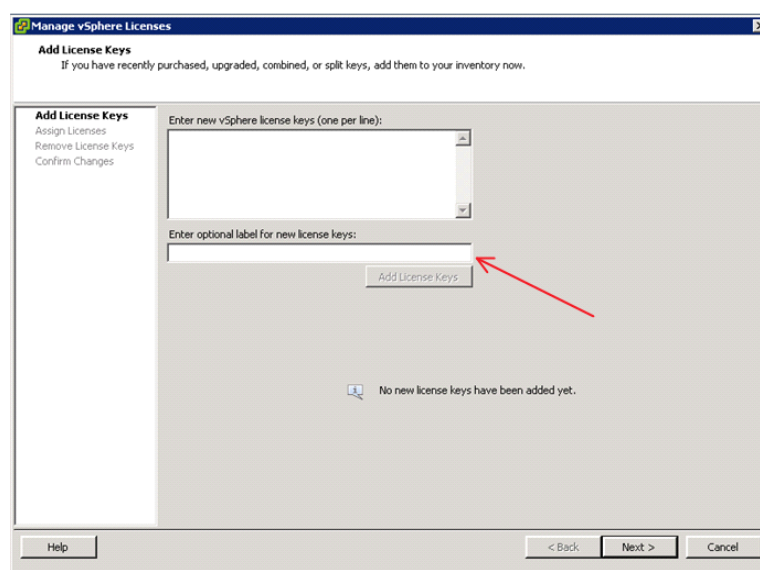 Manage vSphere Licenses
Add License Keys
If you have recently purchased, upgraded, combined, or split keys, add them to your inventory now.
Add License Keys
Assign Licenses
Remove License Keys
Confirm Changes
Enter new vSphere license keys (one per line):
Enter optional label for new license keys:
Add License Keys
No new license keys have been added yet.
Help
< Back
Next >
Cancel